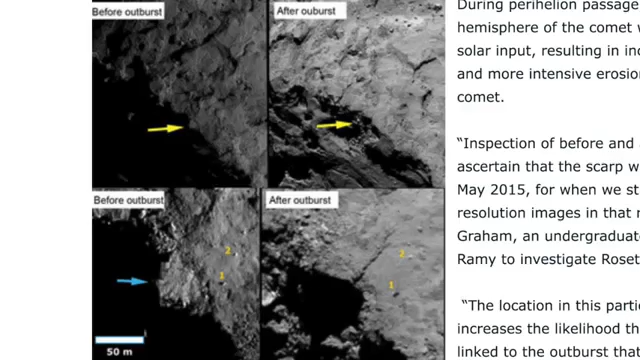 Before outburst
After ouburst
Before outburst
After outburst
2
1
2
1
50 m
During perihelion passage
hemisphere of the comet
solar input, resulting in
and more intensive erosio
comet.
“Inspection of before and
ascertain that the scarp w
May 2015, for when we st
resolution images in that
Graham, an undergraduate
Ramy to investigate Roset
“The location in this parti
increases the likelihood th
linked to the outburst that